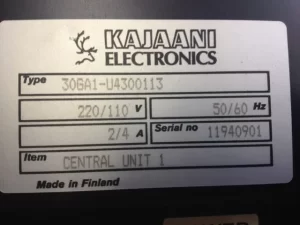 KAJAANI
ELECTRONICS
Type 30GA1-U4300113
220/110 V 50/60 Hz
2/4 A Serial no 11940901
Item CENTRAL UNIT 1
Made in Finland